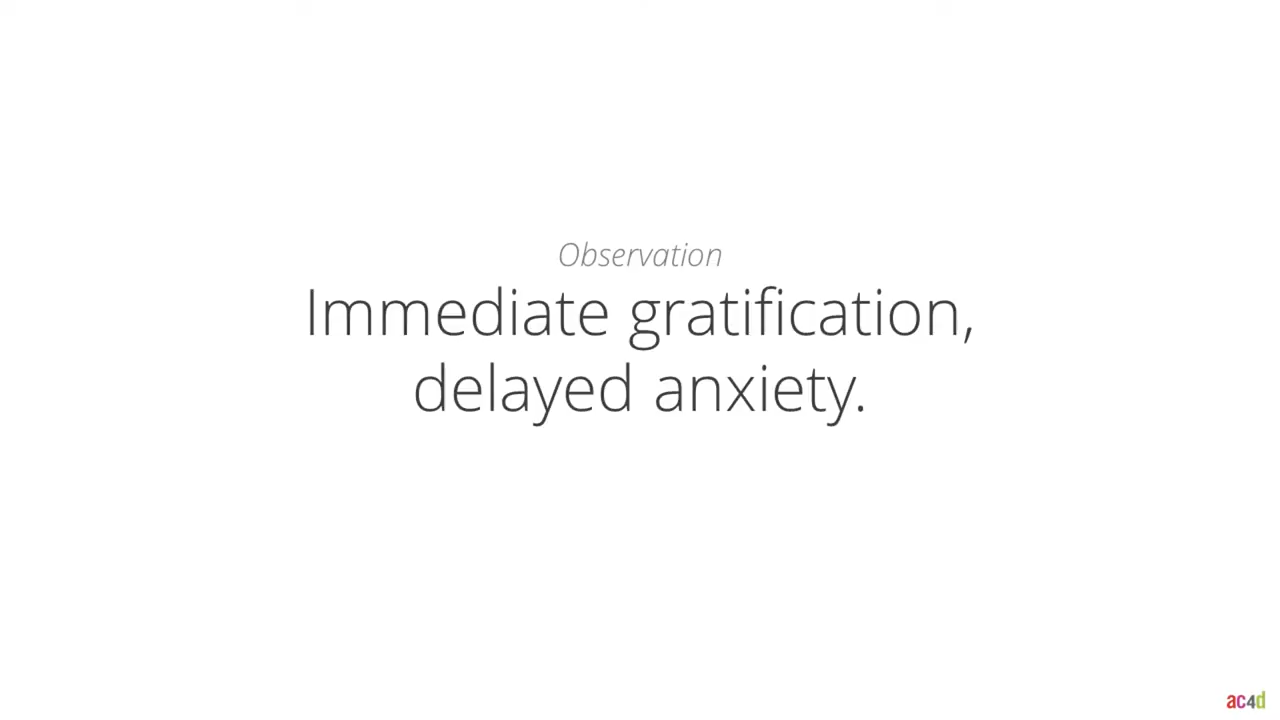 Observation
Immediate gratification,
delayed anxiety.
ac4d